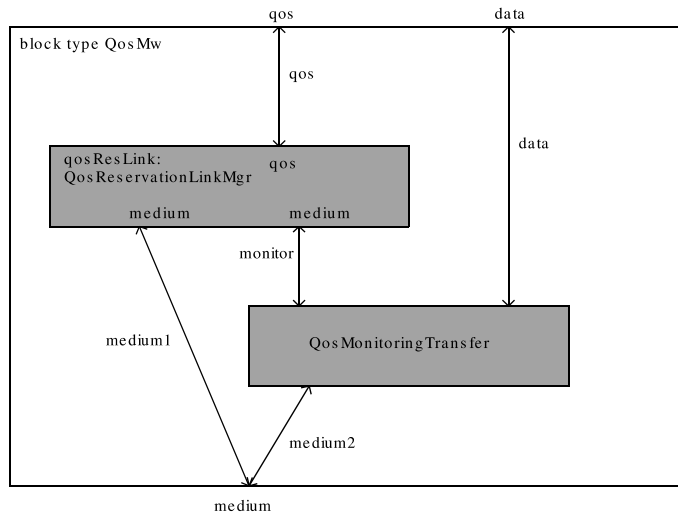 qos
data
block type QosMw
qos
data
qosResLink:
qos
QosReservationLinkMgr
medium
medium
monitor
medium1
QosMonitoringTransfer
medium2
medium